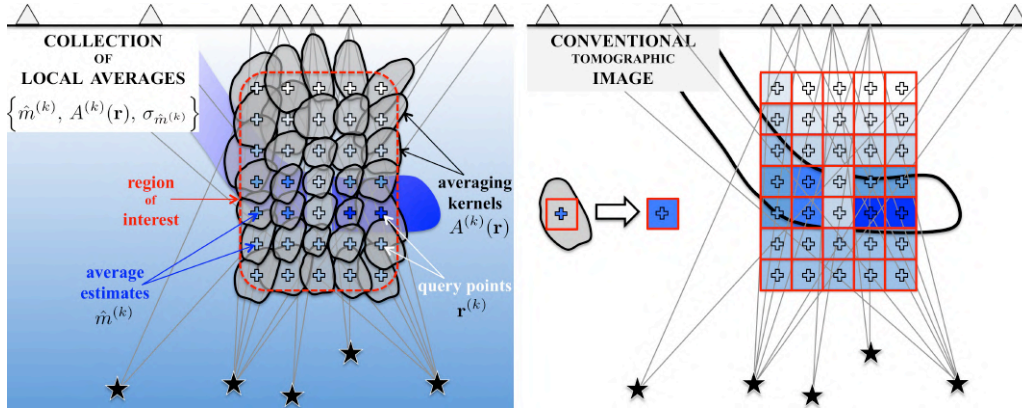 COLLECTION
OF
LOCAL AVERAGES
{m̂^(k), A^(k)(r), σ_m̂^(k)}
region
of
interest
average
estimates
m̂^(k)
averaging
kernels
A^(k)(r)
query points
r^(k)
CONVENTIONAL
TOMOGRAPHIC
IMAGE